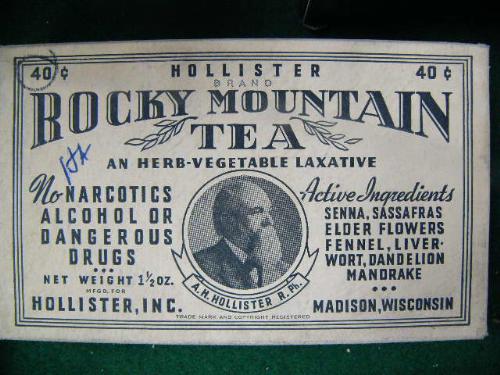 40¢ HOLLISTER 40¢
BRAND
ROCKY MOUNTAIN
TEA
AN HERB-VEGETABLE LAXATIVE
No NARCOTICS
ALCOHOL OR
DANGEROUS
DRUGS
NET WEIGHT 1½ OZ.
MFGD. FOR
HOLLISTER, INC.
A. H. HOLLISTER R. Ph.
Active Ingredients
SENNA, SASSAFRAS
ELDER FLOWERS
FENNEL, LIVER-
WORT, DANDELION
MANDRAKE
MADISON, WISCONSIN
TRADE MARK AND COPYRIGHT REGISTERED